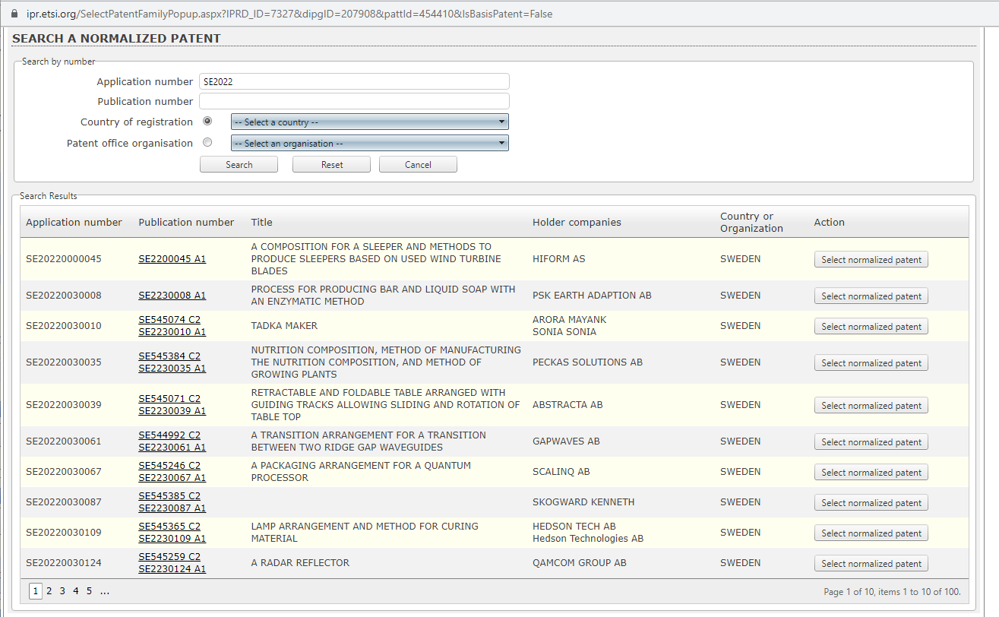 ipr.etsi.org/SelectPatentFamilyPopup.aspx?IPRD_ID=7327&dipgID=207908&pattId=454410&IsBasisPatent=False
SEARCH A NORMALIZED PATENT
Search by number
Application number SE2022
Publication number
Country of registration -- Select a country --
Patent office organisation -- Select an organisation --
Search Reset Cancel
Search Results
Application number Publication number Title Holder companies Country or Organization Action
SE20220000045 SE2200045 A1 A COMPOSITION FOR A SLEEPER AND METHODS TO
PRODUCE SLEEPERS BASED ON USED WIND TURBINE
BLADES HIFORM AS SWEDEN Select normalized patent
SE20220030008 SE2230008 A1 PROCESS FOR PRODUCING BAR AND LIQUID SOAP WITH
AN ENZYMATIC METHOD PSK EARTH ADAPTION AB SWEDEN Select normalized patent
SE20220030010 SE545074 C2
SE2230010 A1 TADKA MAKER ARORA MAYANK
SONIA SONIA SWEDEN Select normalized patent
SE20220030035 SE545384 C2
SE2230035 A1 NUTRITION COMPOSITION, METHOD OF MANUFACTURING
THE NUTRITION COMPOSITION, AND METHOD OF
GROWING PLANTS PECKAS SOLUTIONS AB SWEDEN Select normalized patent
SE20220030039 SE545071 C2
SE2230039 A1 RETRACTABLE AND FOLDABLE TABLE ARRANGED WITH
GUIDING TRACKS ALLOWING SLIDING AND ROTATION OF
TABLE TOP ABSTRACTA AB SWEDEN Select normalized patent
SE20220030061 SE544992 C2
SE2230061 A1 A TRANSITION ARRANGEMENT FOR A TRANSITION
BETWEEN TWO RIDGE GAP WAVEGUIDES GAPWAVES AB SWEDEN Select normalized patent
SE20220030067 SE545246 C2
SE2230067 A1 A PACKAGING ARRANGEMENT FOR A QUANTUM
PROCESSOR SCALINQ AB SWEDEN Select normalized patent
SE20220030087 SE545385 C2
SE2230087 A1 SKOGWARD KENNETH SWEDEN Select normalized patent
SE20220030109 SE545365 C2
SE2230109 A1 LAMP ARRANGEMENT AND METHOD FOR CURING
MATERIAL HEDSON TECH AB
Hedson Technologies AB SWEDEN Select normalized patent
SE20220030124 SE545259 C2
SE2230124 A1 A RADAR REFLECTOR QAMCOM GROUP AB SWEDEN Select normalized patent
1 2 3 4 5 ... Page 1 of 10, items 1 to 10 of 100.